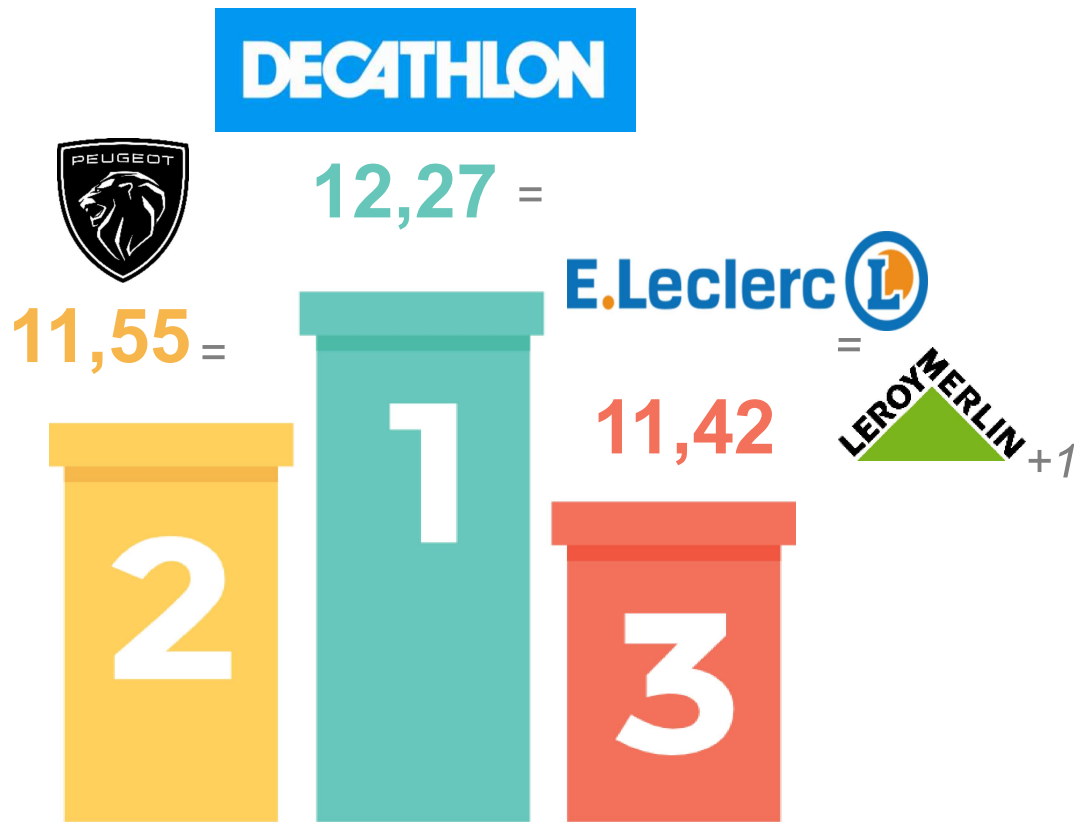 DECATHLON
PEUGEOT
12,27 =
E.Leclerc L
11,55 =
=
LEROY MERLIN +1
11,42
1
2
3